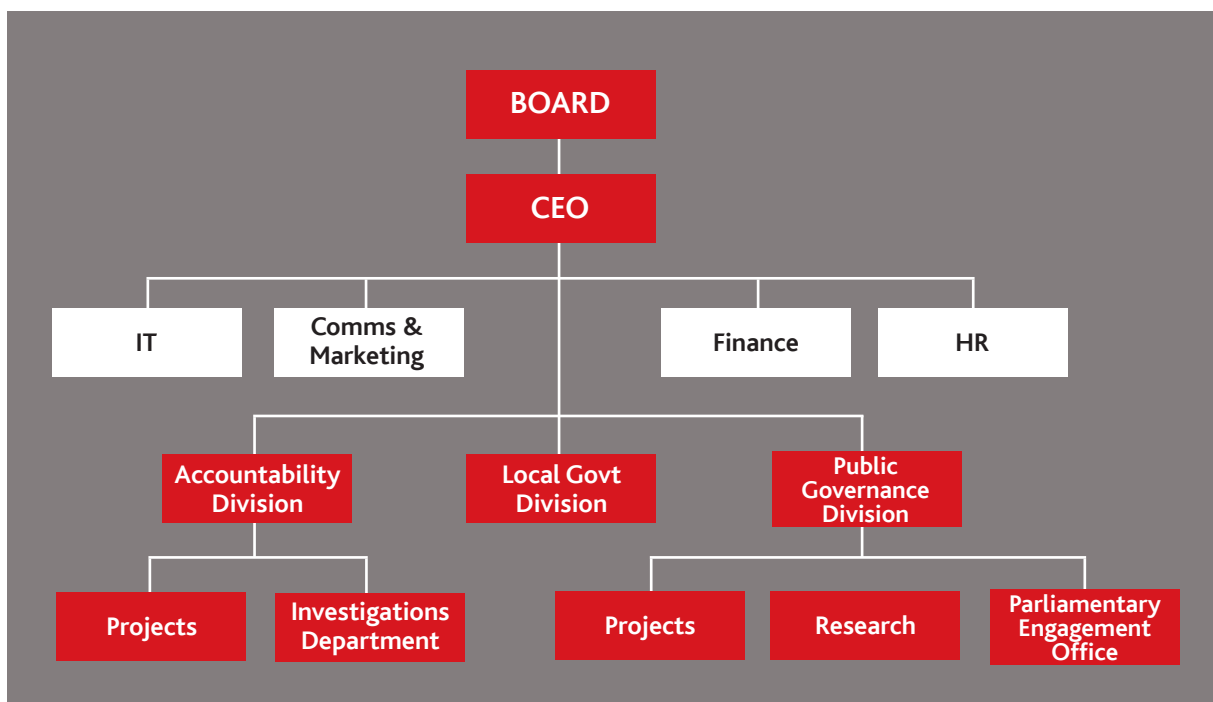 BOARD
CEO
IT
Comms &
Marketing
Finance
HR
Accountability
Division
Local Govt
Division
Public
Governance
Division
Projects
Investigations
Department
Projects
Research
Parliamentary
Engagement
Office